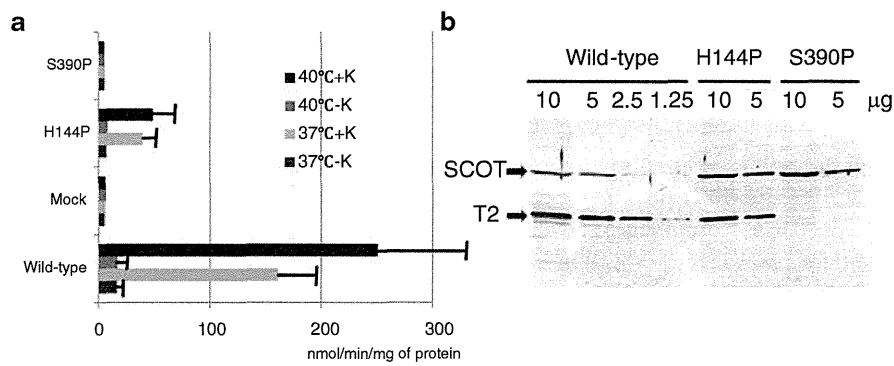 a
S390P
H144P
Mock
Wild-type
40℃+K
40℃-K
37℃+K
37℃-K
0 100 200 300
nmol/min/mg of protein
b
Wild-type H144P S390P
10 5 2.5 1.25 10 5 10 5 μg
SCOT
T2